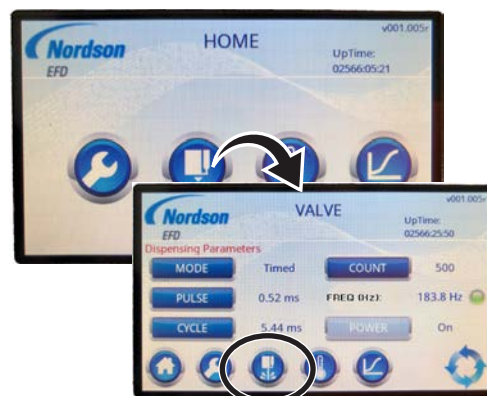 v001.005r
Nordson
EFD
HOME
UpTime:
02566:05:21
v001.005r
Nordson
EFD
VALVE
UpTime:
02566:25:50
Dispensing Parameters
MODE Timed COUNT 500
PULSE 0.52 ms FREQ (Hz): 183.8 Hz
CYCLE 5.44 ms POWER On